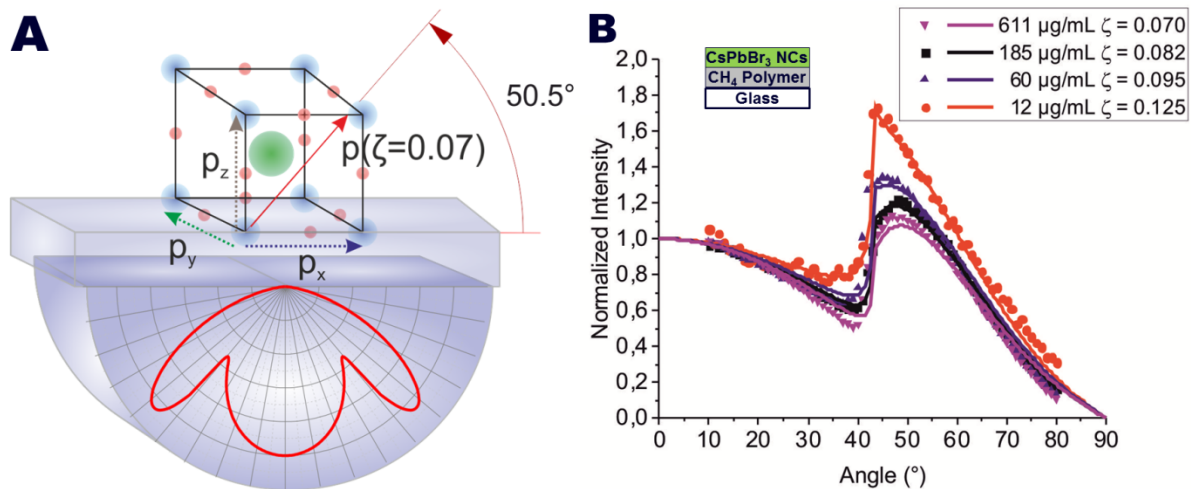 A
50.5°
p(ζ=0.07)
p_z
p_y
p_x
B
611 µg/mL ζ = 0.070
185 µg/mL ζ = 0.082
60 µg/mL ζ = 0.095
12 µg/mL ζ = 0.125
CsPbBr₃ NCs
CH₄ Polymer
Glass
Normalized Intensity
2,0
1,8
1,6
1,4
1,2
1,0
0,8
0,6
0,4
0,2
0,0
0 10 20 30 40 50 60 70 80 90
Angle (°)